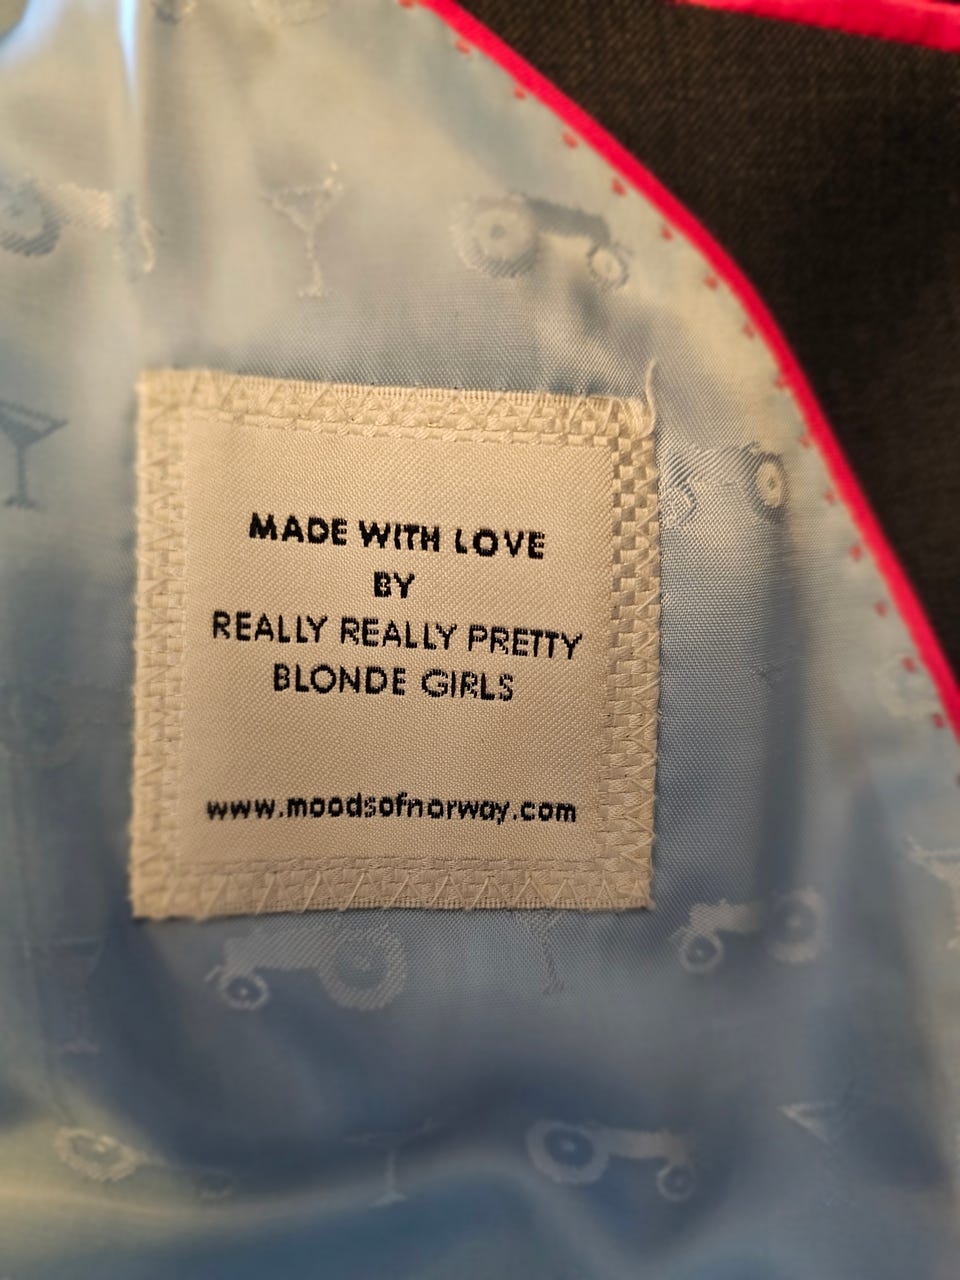 MADE WITH LOVE
BY
REALLY REALLY PRETTY
BLONDE GIRLS
www.moodsofnorway.com